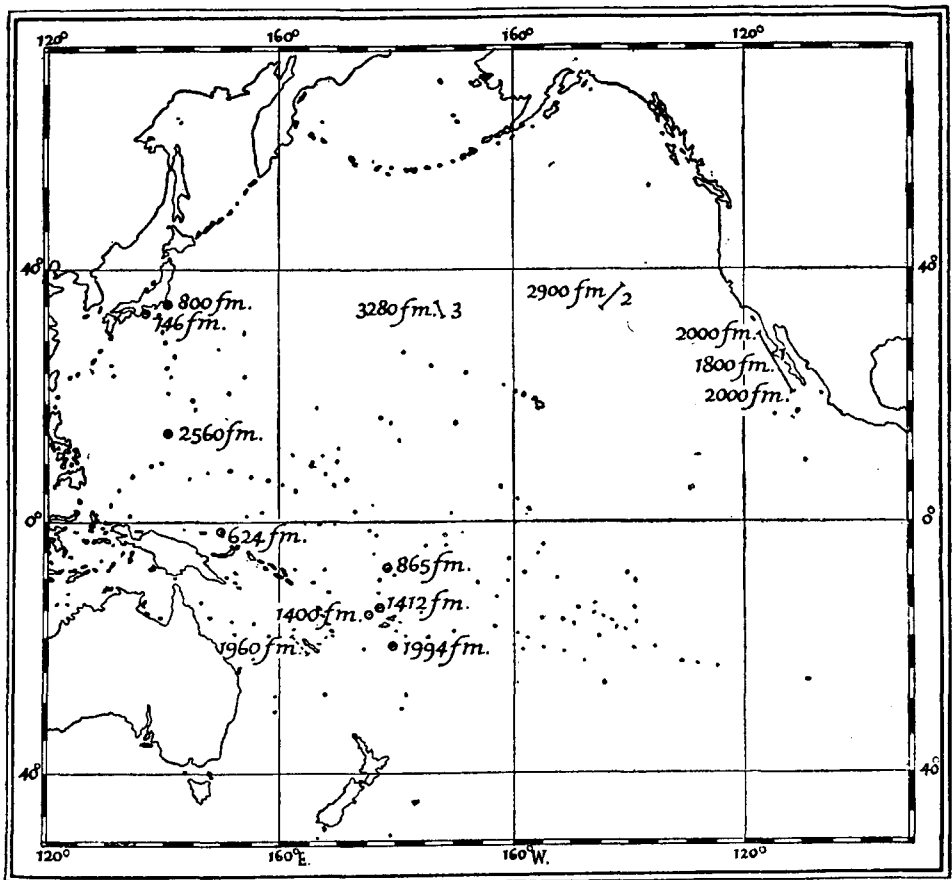 120° 160° 160° 120°
40° 40°
800 fm.
746 fm.
3280 fm. \ 3
2900 fm / 2
2000 fm.
1800 fm.
2000 fm.
2560 fm.
0° 0°
624 fm.
865 fm.
1400 fm.
1412 fm.
1960 fm.
1994 fm.
40° 40°
120° 160° E. 160° W. 120°